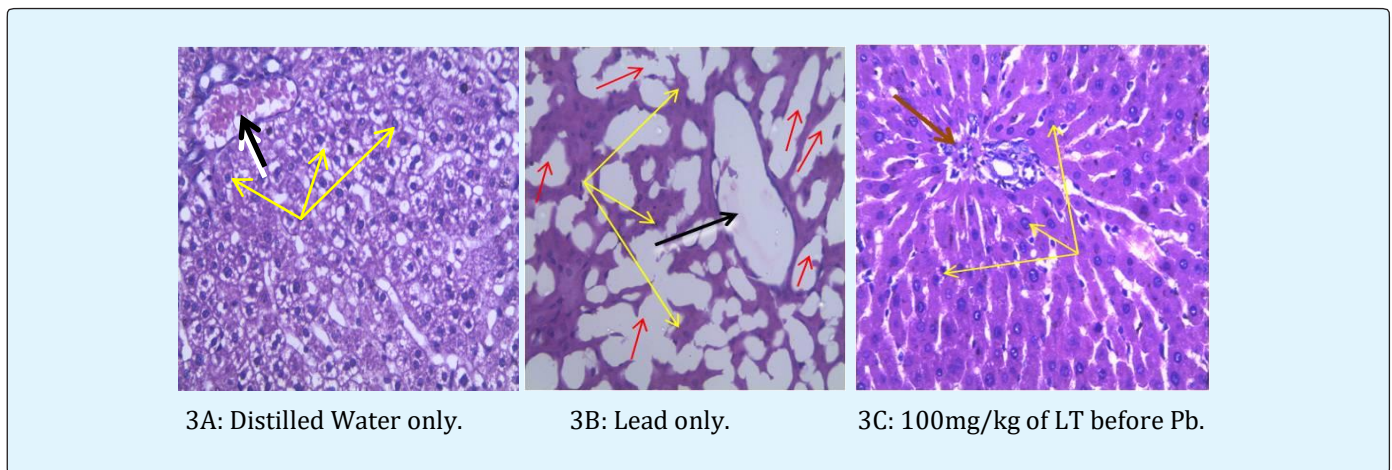 3A: Distilled Water only.
3B: Lead only.
3C: 100mg/kg of LT before Pb.